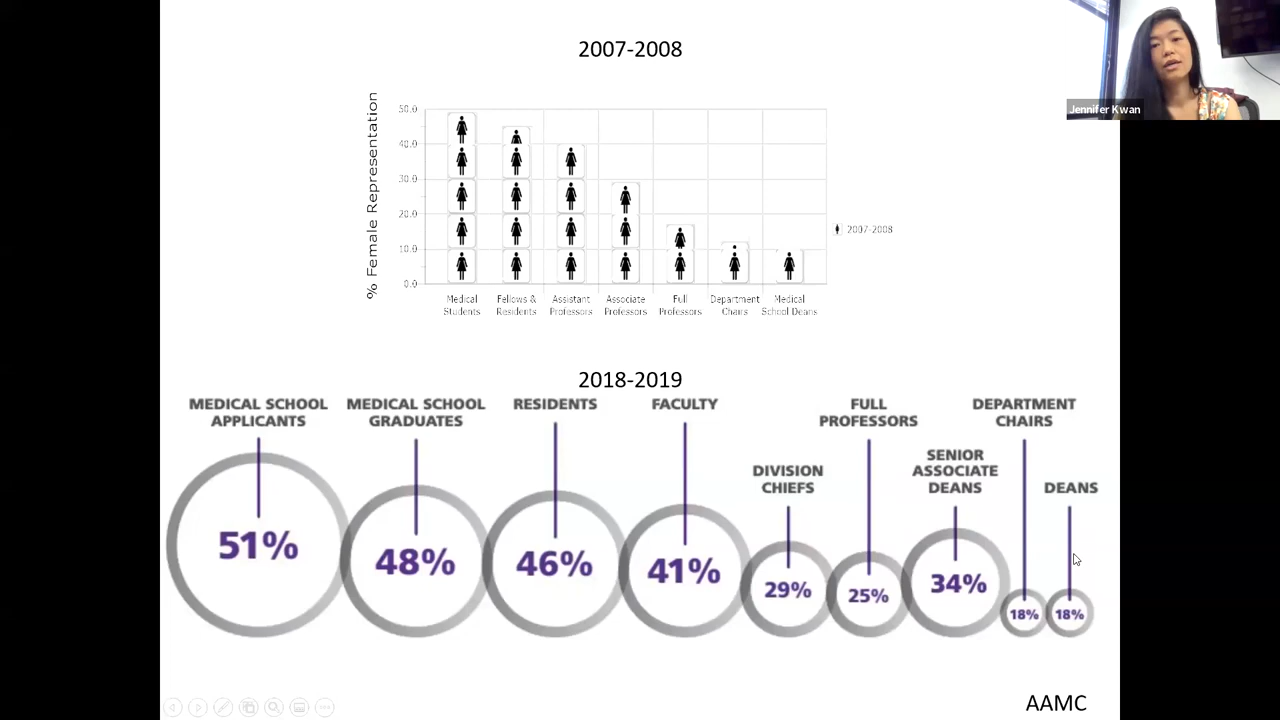 2007-2008
Jennifer Kwan
% Female Representation
50.0
40.0
30.0
20.0
10.0
0.0
2007-2008
Medical
Students
Fellows &
Residents
Assistant
Professors
Associate
Professors
Full
Professors
Department
Chairs
Medical
School Deans
2018-2019
MEDICAL SCHOOL
APPLICANTS
MEDICAL SCHOOL
GRADUATES
RESIDENTS
FACULTY
DIVISION
CHIEFS
FULL
PROFESSORS
SENIOR
ASSOCIATE
DEANS
DEPARTMENT
CHAIRS
DEANS
51%
48%
46%
41%
29%
25%
34%
18%
18%
AAMC